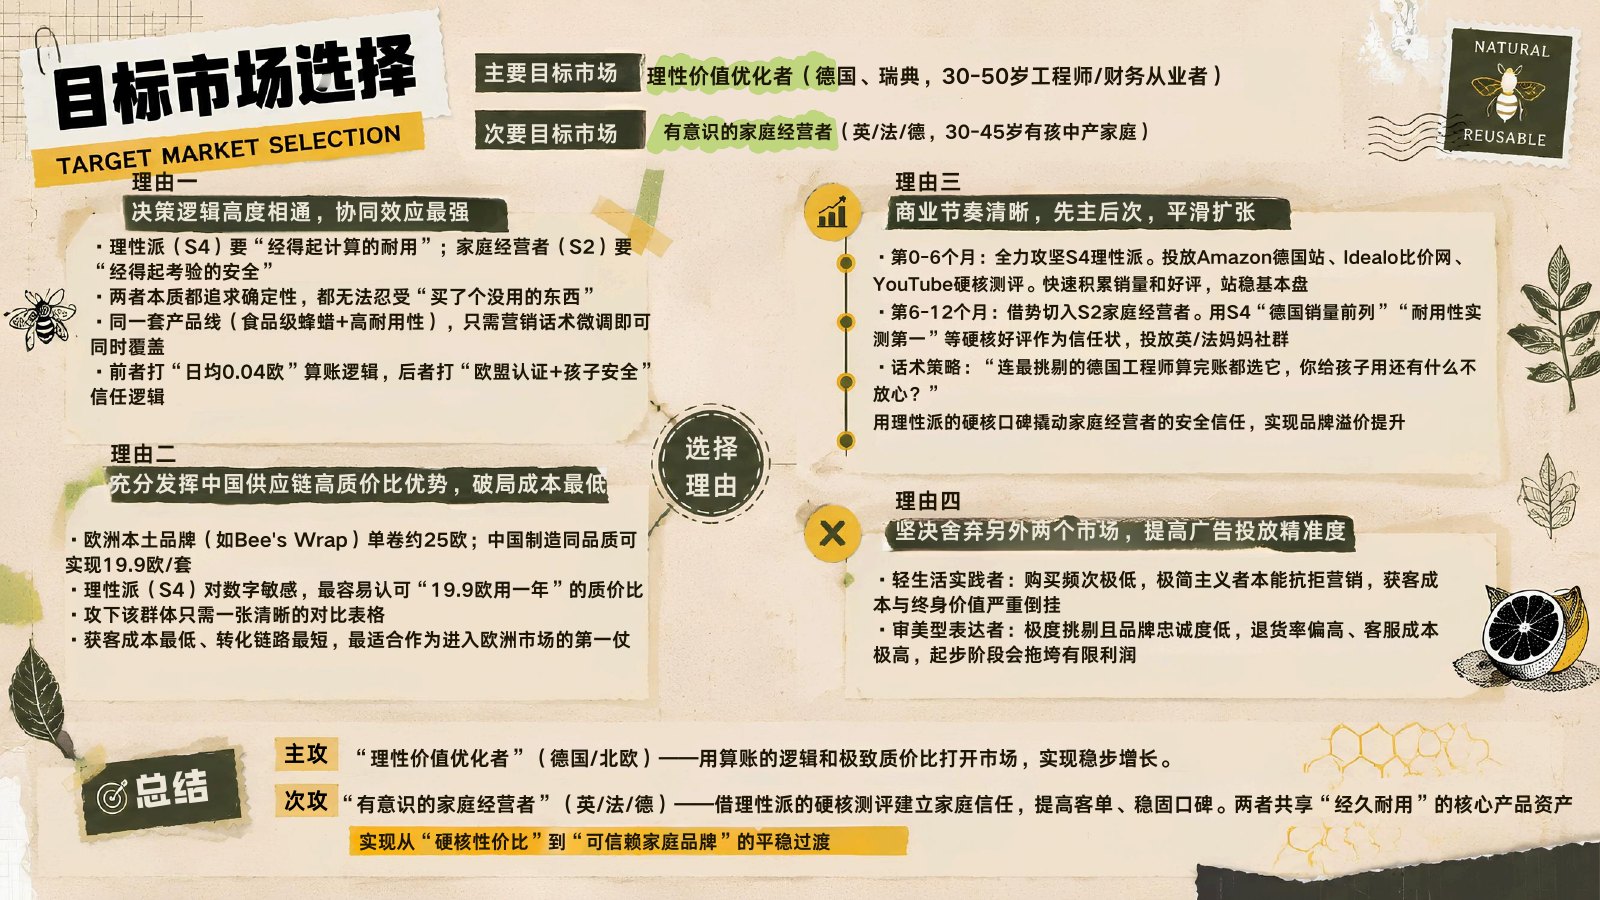 目标市场选择
TARGET MARKET SELECTION
主要目标市场
理性价值优化者（德国、瑞典，30-50岁工程师/财务从业者）
次要目标市场
有意识的家庭经营者（英/法/德，30-45岁有孩中产家庭）
NATURAL
REUSABLE
理由一
决策逻辑高度相通，协同效应最强
·理性派（S4）要“经得起计算的耐用”；家庭经营者（S2）要
“经得起考验的安全”
·两者本质都追求确定性，都无法忍受“买了个没用的东西”
·同一套产品线（食品级蜂蜡+高耐用性），只需营销话术微调即可
同时覆盖
·前者打“日均0.04欧”算账逻辑，后者打“欧盟认证+孩子安全”
信任逻辑
理由二
充分发挥中国供应链高质价比优势，破局成本最低
·欧洲本土品牌（如Bee's Wrap）单卷约25欧；中国制造同品质可
实现19.9欧/套
·理性派（S4）对数字敏感，最容易认可“19.9欧用一年”的质价比
·攻下该群体只需一张清晰的对比表格
·获客成本最低、转化链路最短，最适合作为进入欧洲市场的第一仗
选择
理由
理由三
商业节奏清晰，先主后次，平滑扩张
·第0-6个月：全力攻坚S4理性派。投放Amazon德国站、Idealo比价网、
YouTube硬核测评。快速积累销量和好评，站稳基本盘
·第6-12个月：借势切入S2家庭经营者。用S4“德国销量前列”“耐用性实
测第一”等硬核好评作为信任状，投放英/法妈妈社群
·话术策略：“连最挑剔的德国工程师算完账都选它，你给孩子用还有什么不
放心？”
用理性派的硬核口碑撬动家庭经营者的安全信任，实现品牌溢价提升
理由四
坚决舍弃另外两个市场，提高广告投放精准度
·轻生活实践者：购买频次极低，极简主义者本能抗拒营销，获客成
本与终身价值严重倒挂
·审美型表达者：极度挑剔且品牌忠诚度低，退货率偏高、客服成本
极高，起步阶段会拖垮有限利润
总结
主攻
“理性价值优化者”（德国/北欧）——用算账的逻辑和极致质价比打开市场，实现稳步增长。
次攻
“有意识的家庭经营者”（英/法/德）——借理性派的硬核测评建立家庭信任，提高客单、稳固口碑。两者共享“经久耐用”的核心产品资产
实现从“硬核性价比”到“可信赖家庭品牌”的平稳过渡